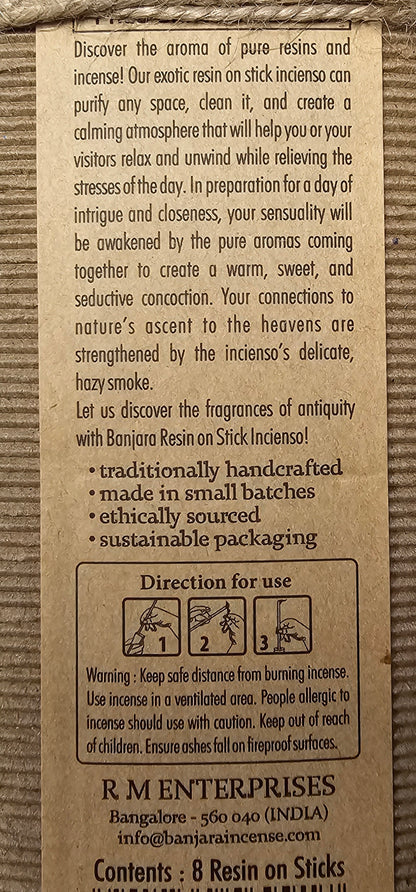 Discover the aroma of pure resins and
incense! Our exotic resin on stick incienso can
purify any space, clean it, and create a
calming atmosphere that will help you or your
visitors relax and unwind while relieving the
stresses of the day. In preparation for a day of
intrigue and closeness, your sensuality will
be awakened by the pure aromas coming
together to create a warm, sweet, and
seductive concoction. Your connections to
nature's ascent to the heavens are
strengthened by the incienso's delicate,
hazy smoke.
Let us discover the fragrances of antiquity
with Banjara Resin on Stick Incienso!
• traditionally handcrafted
• made in small batches
• ethically sourced
• sustainable packaging
Direction for use
1 2 3
Warning : Keep safe distance from burning incense.
Use incense in a ventilated area. People allergic to
incense should use with caution. Keep out of reach
of children. Ensure ashes fall on fireproof surfaces.
R M ENTERPRISES
Bangalore - 560 040 (INDIA)
info@banjaraincense.com
Contents : 8 Resin on Sticks